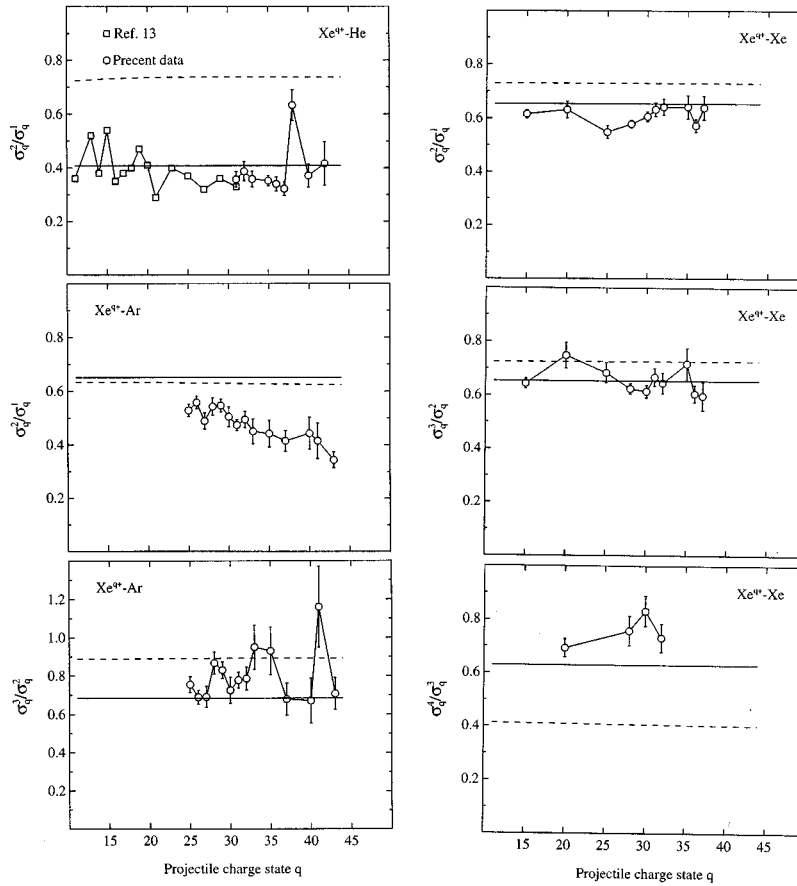 □ Ref. 13
Xe^q+-He
○ Precent data
0.8
0.6
0.4
0.2
σ_q^2/σ_q^1
Xe^q+-Ar
0.8
0.6
0.4
0.2
σ_q^2/σ_q^1
Xe^q+-Ar
1.2
1.0
0.8
0.6
0.4
0.2
σ_q^3/σ_q^2
15 20 25 30 35 40 45
Projectile charge state q
Xe^q+-Xe
0.8
0.6
0.4
0.2
σ_q^2/σ_q^1
Xe^q+-Xe
0.8
0.6
0.4
0.2
σ_q^3/σ_q^2
Xe^q+-Xe
0.8
0.6
0.4
0.2
σ_q^4/σ_q^3
15 20 25 30 35 40 45
Projectile charge state q